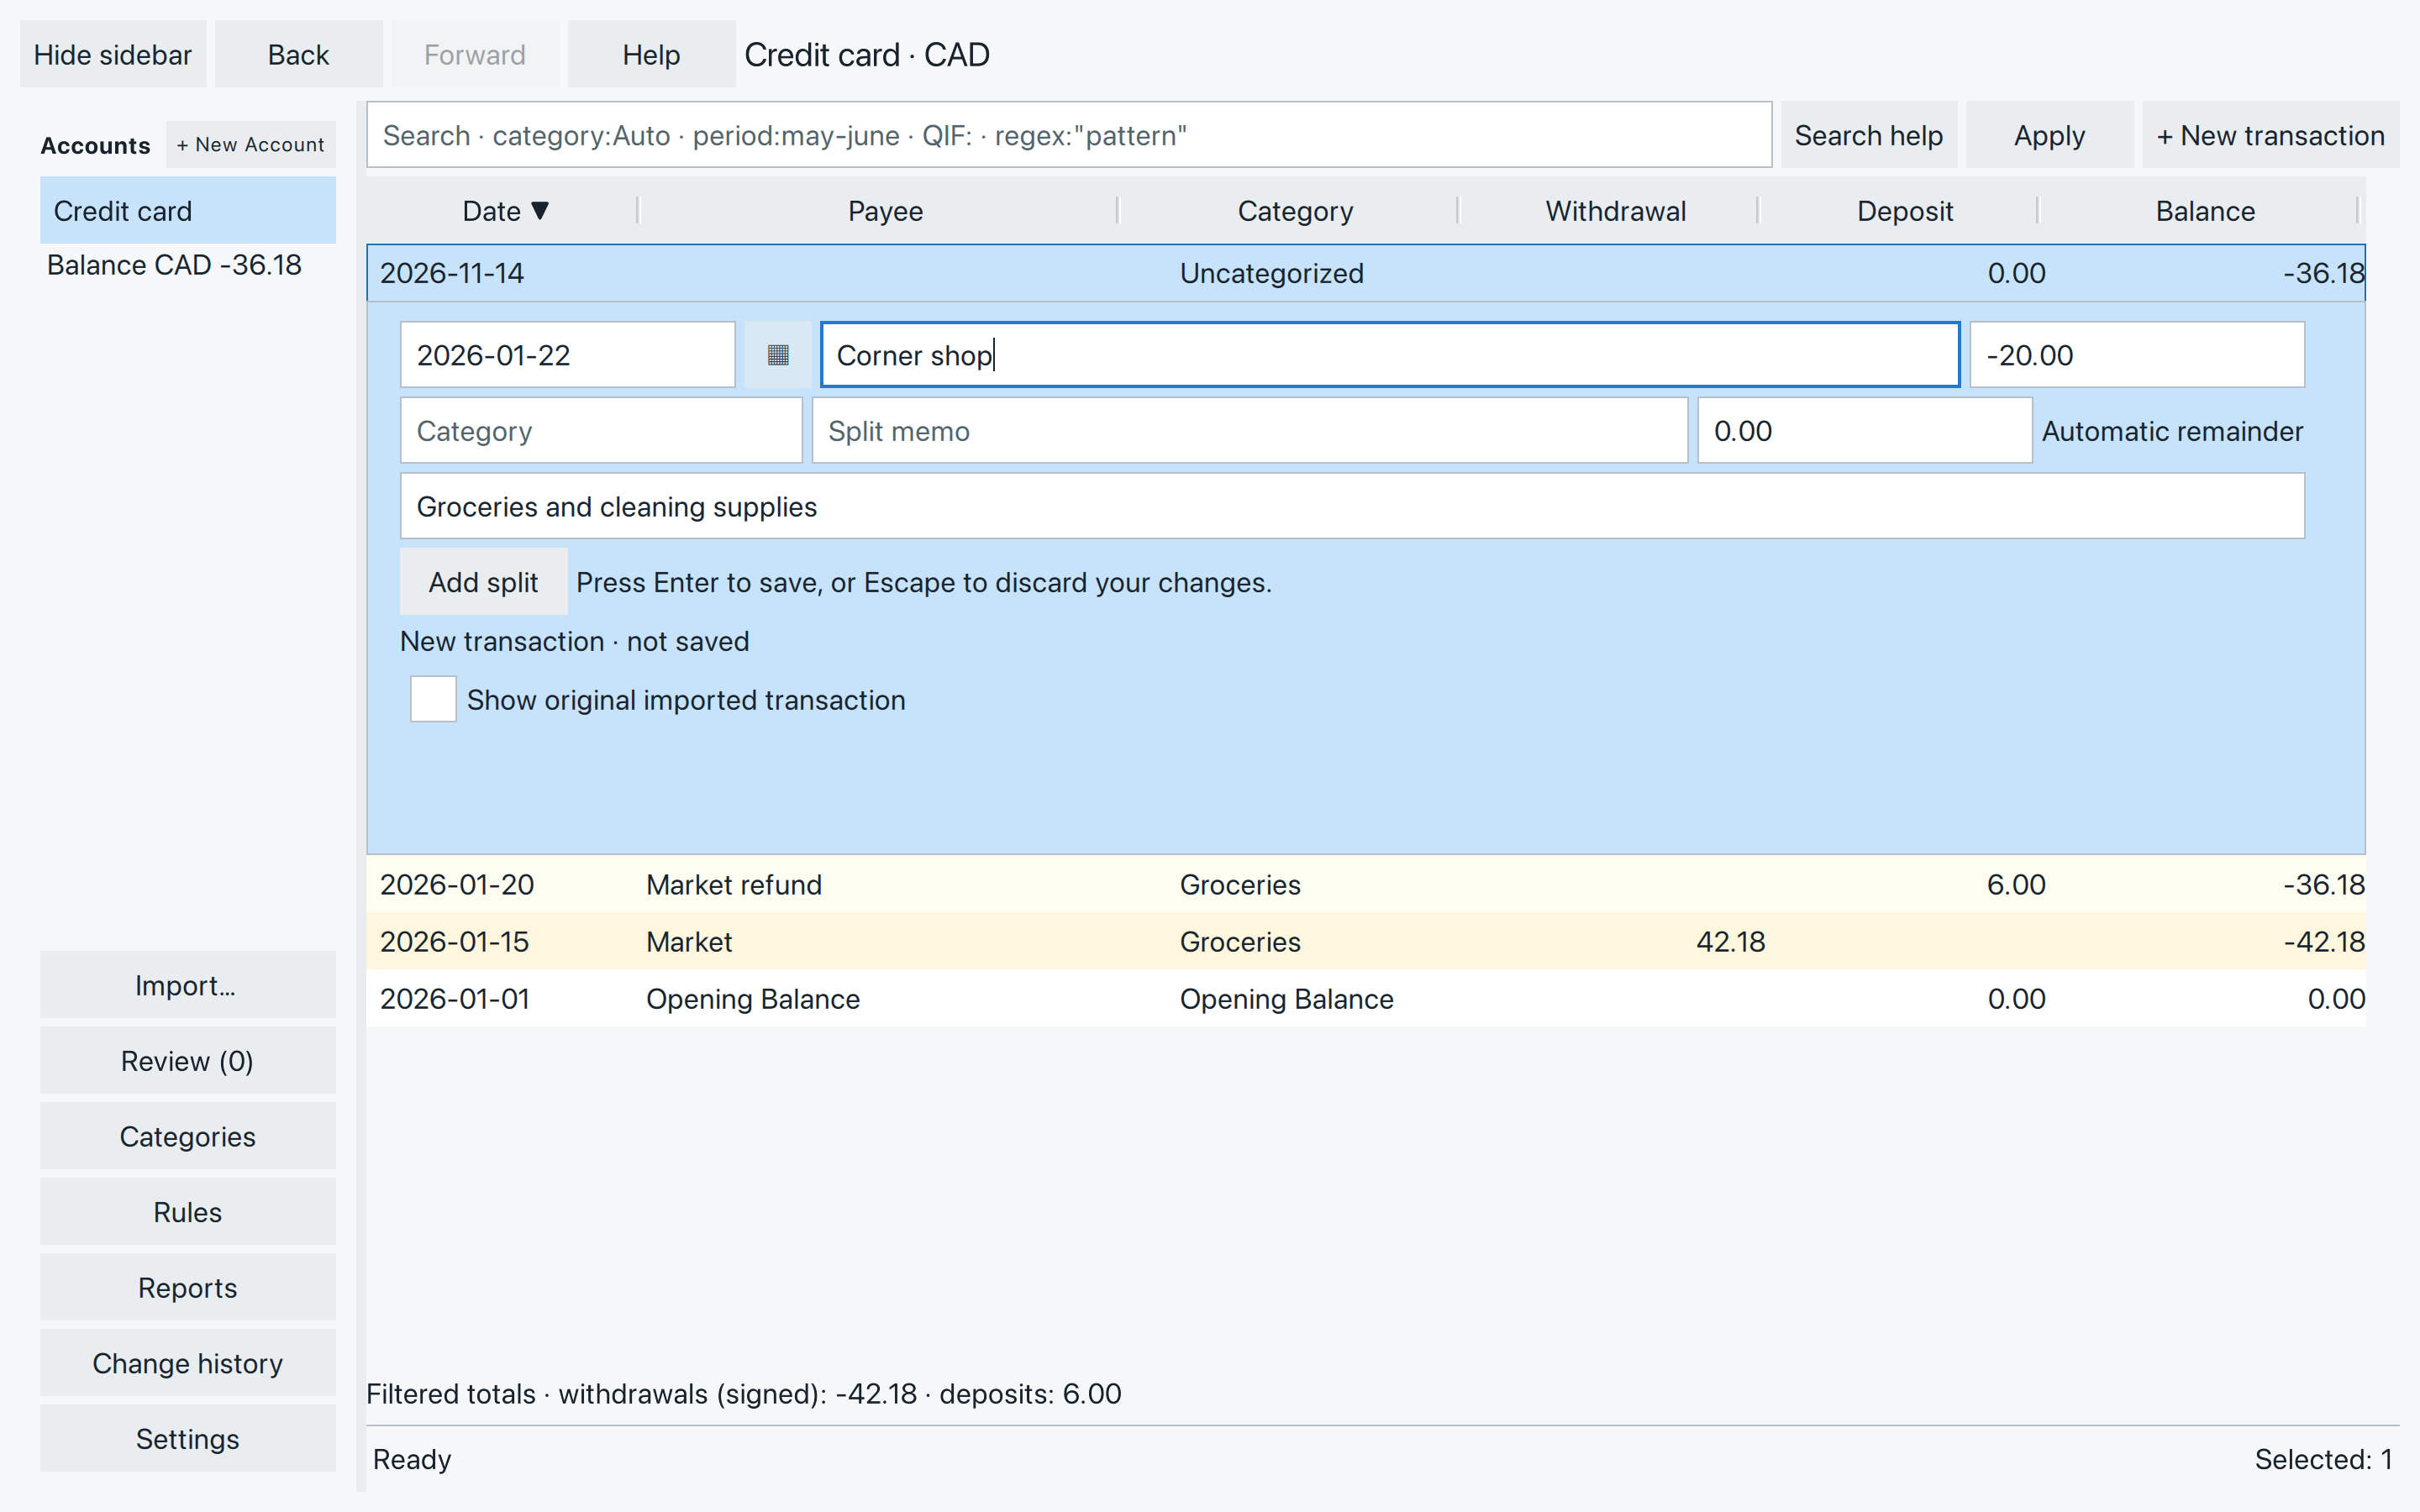 Hide sidebar Back Forward Help Credit card · CAD
Accounts + New Account
Search · category:Auto · period:may-june · QIF: · regex:"pattern" Search help Apply + New transaction
Credit card
Balance CAD -36.18
Date ▼ Payee Category Withdrawal Deposit Balance
2026-11-14 Uncategorized 0.00 -36.18
2026-01-22 ▦ Corner shop -20.00
Category Split memo 0.00 Automatic remainder
Groceries and cleaning supplies
Add split Press Enter to save, or Escape to discard your changes.
New transaction · not saved
Show original imported transaction
2026-01-20 Market refund Groceries 6.00 -36.18
2026-01-15 Market Groceries 42.18 -42.18
2026-01-01 Opening Balance Opening Balance 0.00 0.00
Import...
Review (0)
Categories
Rules
Reports
Change history
Settings
Filtered totals · withdrawals (signed): -42.18 · deposits: 6.00
Ready Selected: 1